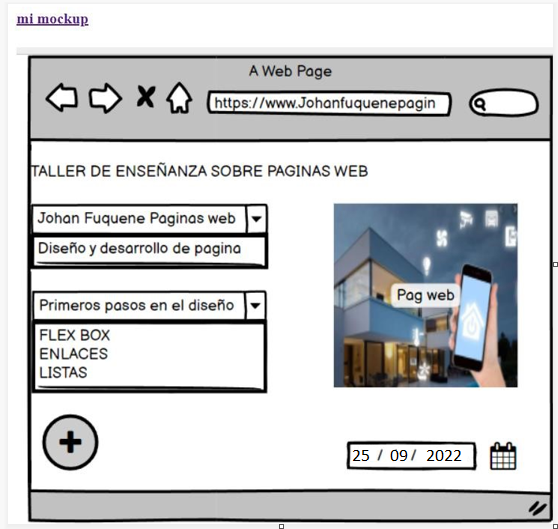 mi mockup
A Web Page
https://www.Johanfuquenepagin
TALLER DE ENSEÑANZA SOBRE PAGINAS WEB
Johan Fuquene Paginas web
Diseño y desarrollo de pagina
Pag web
Primeros pasos en el diseño
FLEX BOX
ENLACES
LISTAS
25 / 09 / 2022